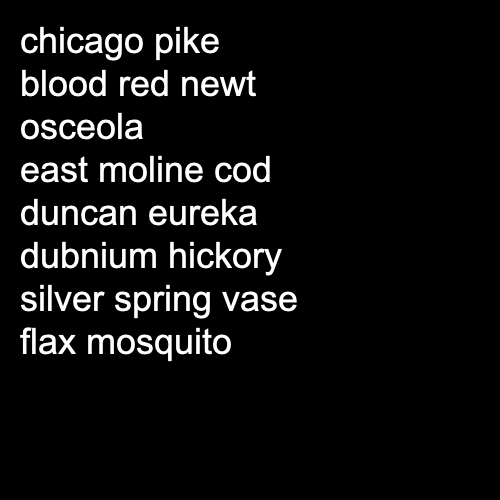 chicago pike
blood red newt
osceola
east moline cod
duncan eureka
dubnium hickory
silver spring vase
flax mosquito